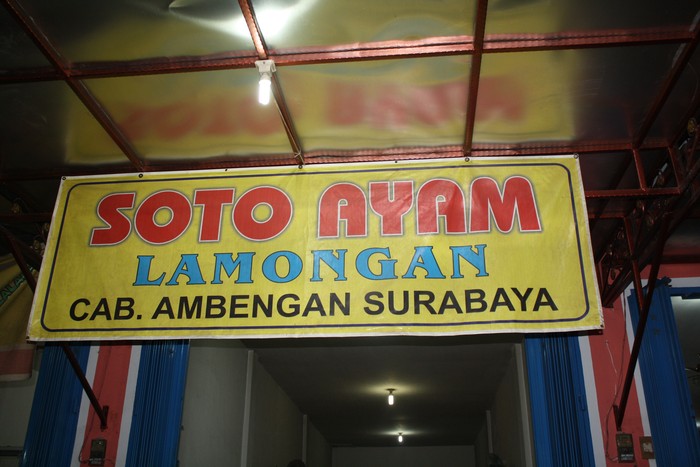 SOTO AYAM
LAMONGAN
CAB. AMBENGAN SURABAYA